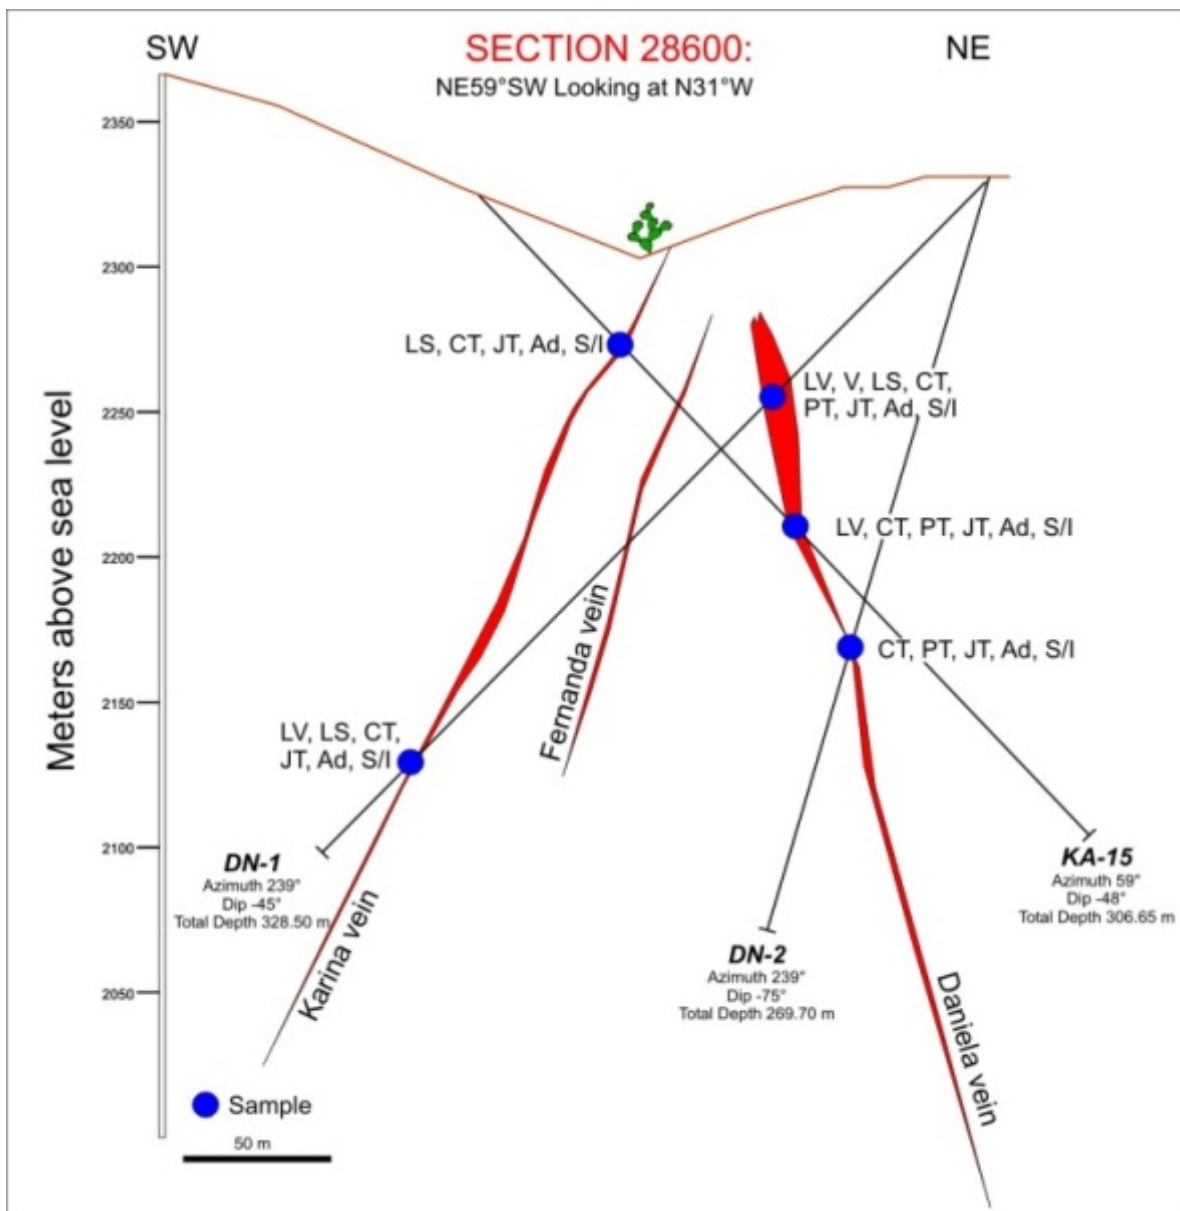 SW
SECTION 28600:
NE
NE59°SW Looking at N31°W
2350
2300
2250
2200
2150
2100
2050
Meters above sea level
LS, CT, JT, Ad, S/I
LV, V, LS, CT,
PT, JT, Ad, S/I
LV, CT, PT, JT, Ad, S/I
CT, PT, JT, Ad, S/I
LV, LS, CT,
JT, Ad, S/I
Fernanda vein
DN-1
Azimuth 239°
Dip -45°
Total Depth 328.50 m
KA-15
Azimuth 59°
Dip -48°
Total Depth 306.65 m
DN-2
Azimuth 239°
Dip -75°
Total Depth 269.70 m
Karina vein
Daniela vein
Sample
50 m